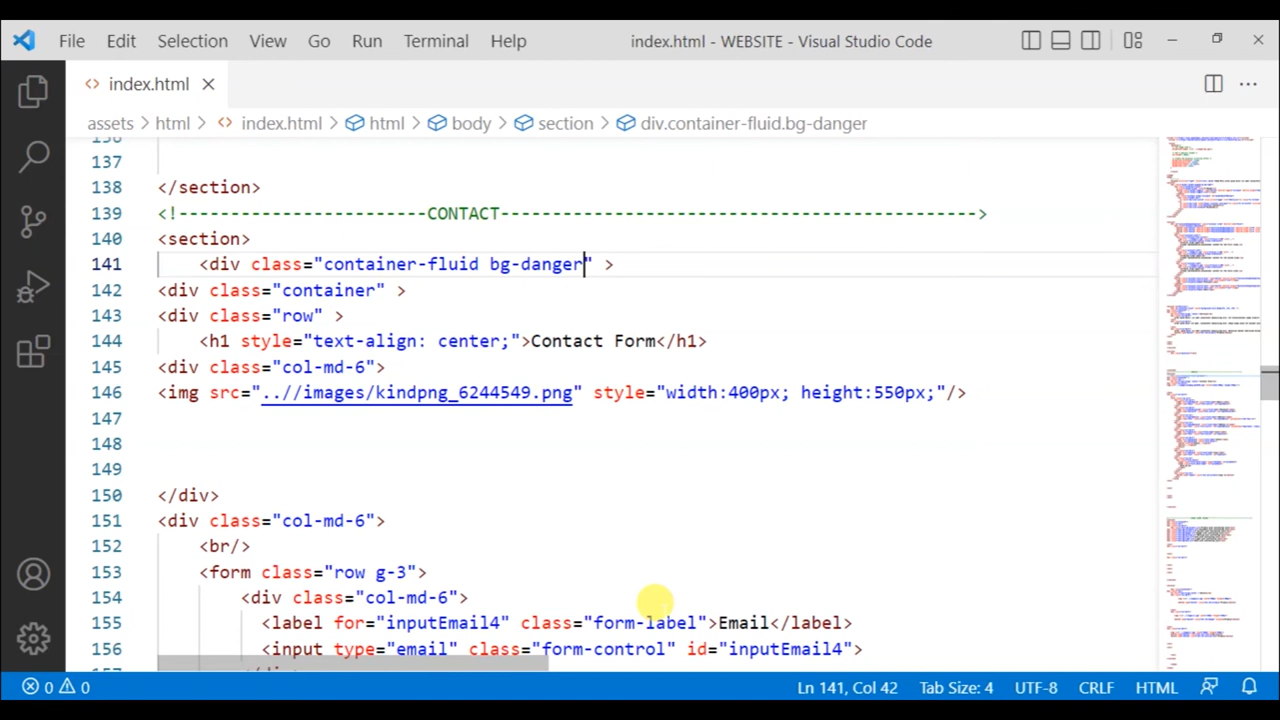 File Edit Selection View Go Run Terminal Help index.html - WEBSITE - Visual Studio Code
<> index.html
assets > html > <> index.html > html > body > section > div.container-fluid.bg-danger
136
137
138 </section>
139 <!------------------------CONTACT----------------------------------------------->
140 <section>
141 <div class="container-fluid bg-danger" >
142 <div class="container" >
143 <div class="row" >
144 <h1 style="text-align: center;">Contact Form</h1>
145 <div class="col-md-6">
146 <img src="..//images/kindpng_6244549.png" style="width:400px; height:550px;"/>
147
148
149
150 </div>
151 <div class="col-md-6">
152 <br/>
153 <form class="row g-3">
154 <div class="col-md-6">
155 <label for="inputEmail4" class="form-label">Email</label>
156 <input type="email" class="form-control" id="inputEmail4">
0 0 Ln 141, Col 42 Tab Size: 4 UTF-8 CRLF HTML